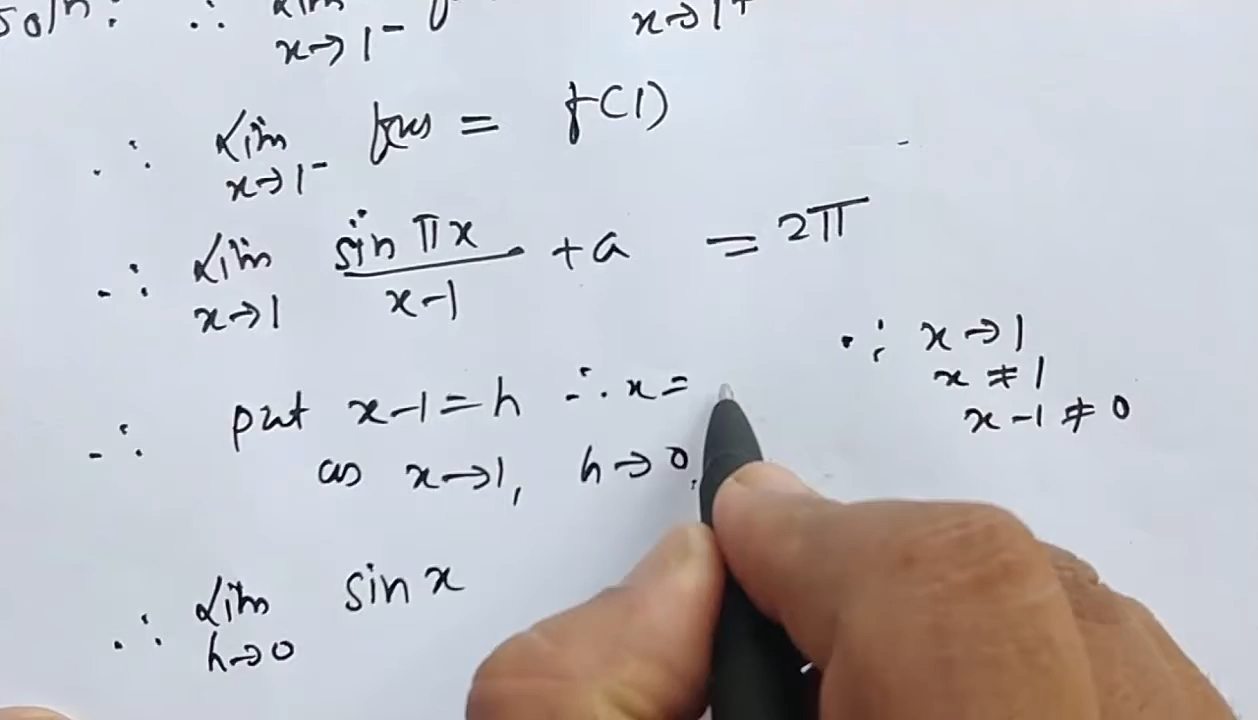 Soln: ∴ Lim x→1⁻ x→1⁺
∴ Lim x→1⁻ f(x) = f(1)
∴ Lim x→1 sin πx / x-1 + a = 2π
∵ x→1
x ≠ 1
x-1 ≠ 0
∴ put x-1=h ∴ x=
as x→1, h→0,
∴ Lim h→0 sin x